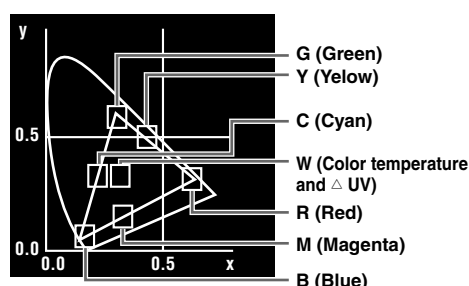 y
0.5
0.0
0.0 0.5 x
G (Green)
Y (Yelow)
C (Cyan)
W (Color temperature
and △ UV)
R (Red)
M (Magenta)
B (Blue)